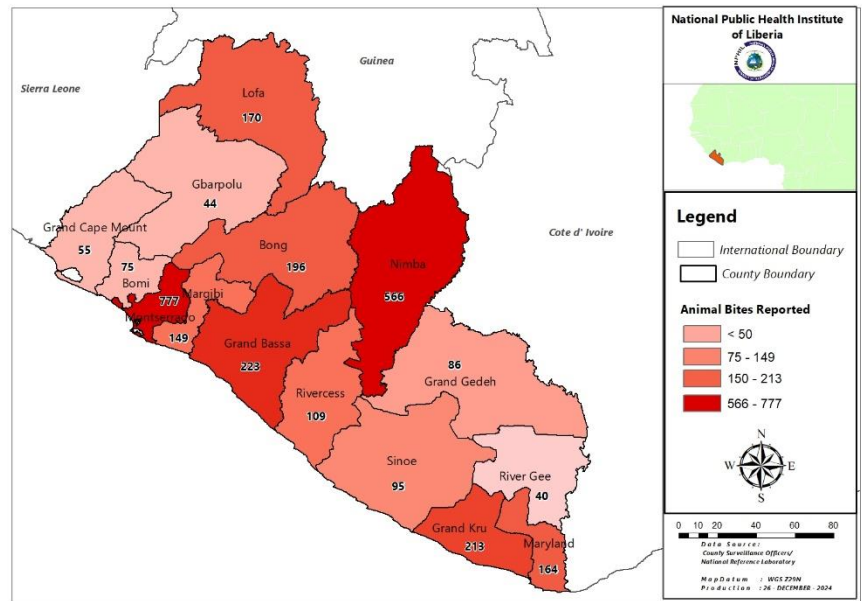 National Public Health Institute
of Liberia
Sierra Leone
Guinea
Cote d' Ivoire
Lofa
170
Gbarpolu
44
Grand Cape Mount
55
75
Bomi
Bong
196
Nimba
566
777
Margibi
Montserrado
149
Grand Bassa
223
86
Grand Gedeh
Rivercess
109
Sinoe
95
River Gee
40
Grand Kru
213
Maryland
164
Legend
International Boundary
County Boundary
Animal Bites Reported
< 50
75 - 149
150 - 213
566 - 777
N
W E
S
0 10 20 40 60 80
Data Source:
County Surveillance Officers/
National Reference Laboratory
Map Datum : WGS Z29N
Production : 26 - DECEMBER - 2024